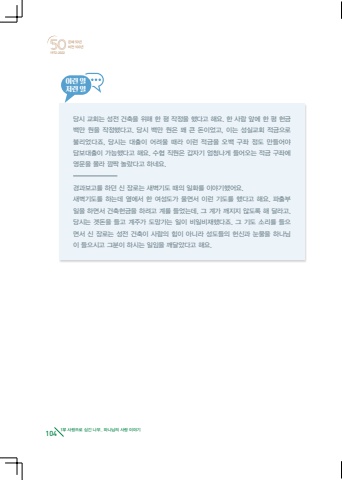 50
이런 일
저런 일
당시 교회는 성전 건축을 위해 한 평 작정을 했다고 해요. 한 사람 앞에 한 평 헌금
백만 원을 작정했다고, 당시 백만 원은 꽤 큰 돈이었고, 이는 성실교회 적금으로
몰리었다죠, 당시는 대출이 어려울 때라 이런 적금을 오백 구좌 정도 만들어야
담보대출이 가능했다고 해요. 수협 직원은 갑자기 엄청나게 들어오는 적금 구좌에
영문을 몰라 깜짝 놀랐다고 하네요.
경과보고를 하던 신 장로는 새벽기도 때의 일화를 이야기했어요.
새벽기도를 하는데 옆에서 한 여성도가 울면서 이런 기도를 했다고 해요. 파출부
일을 하면서 건축헌금을 하려고 계를 들었는데, 그 계가 깨지지 않도록 해 달라고.
당시는 곗돈을 들고 계주가 도망가는 일이 비일비재했다죠. 그 기도 소리를 들으
면서 신 장로는 성전 건축이 사람의 힘이 아니라 성도들의 헌신과 눈물을 하나님
이 들으시고 그분이 하시는 일임을 깨달았다고 해요.
104 1부 사랑으로 심긴 나무, 하나님의 사랑 이야기